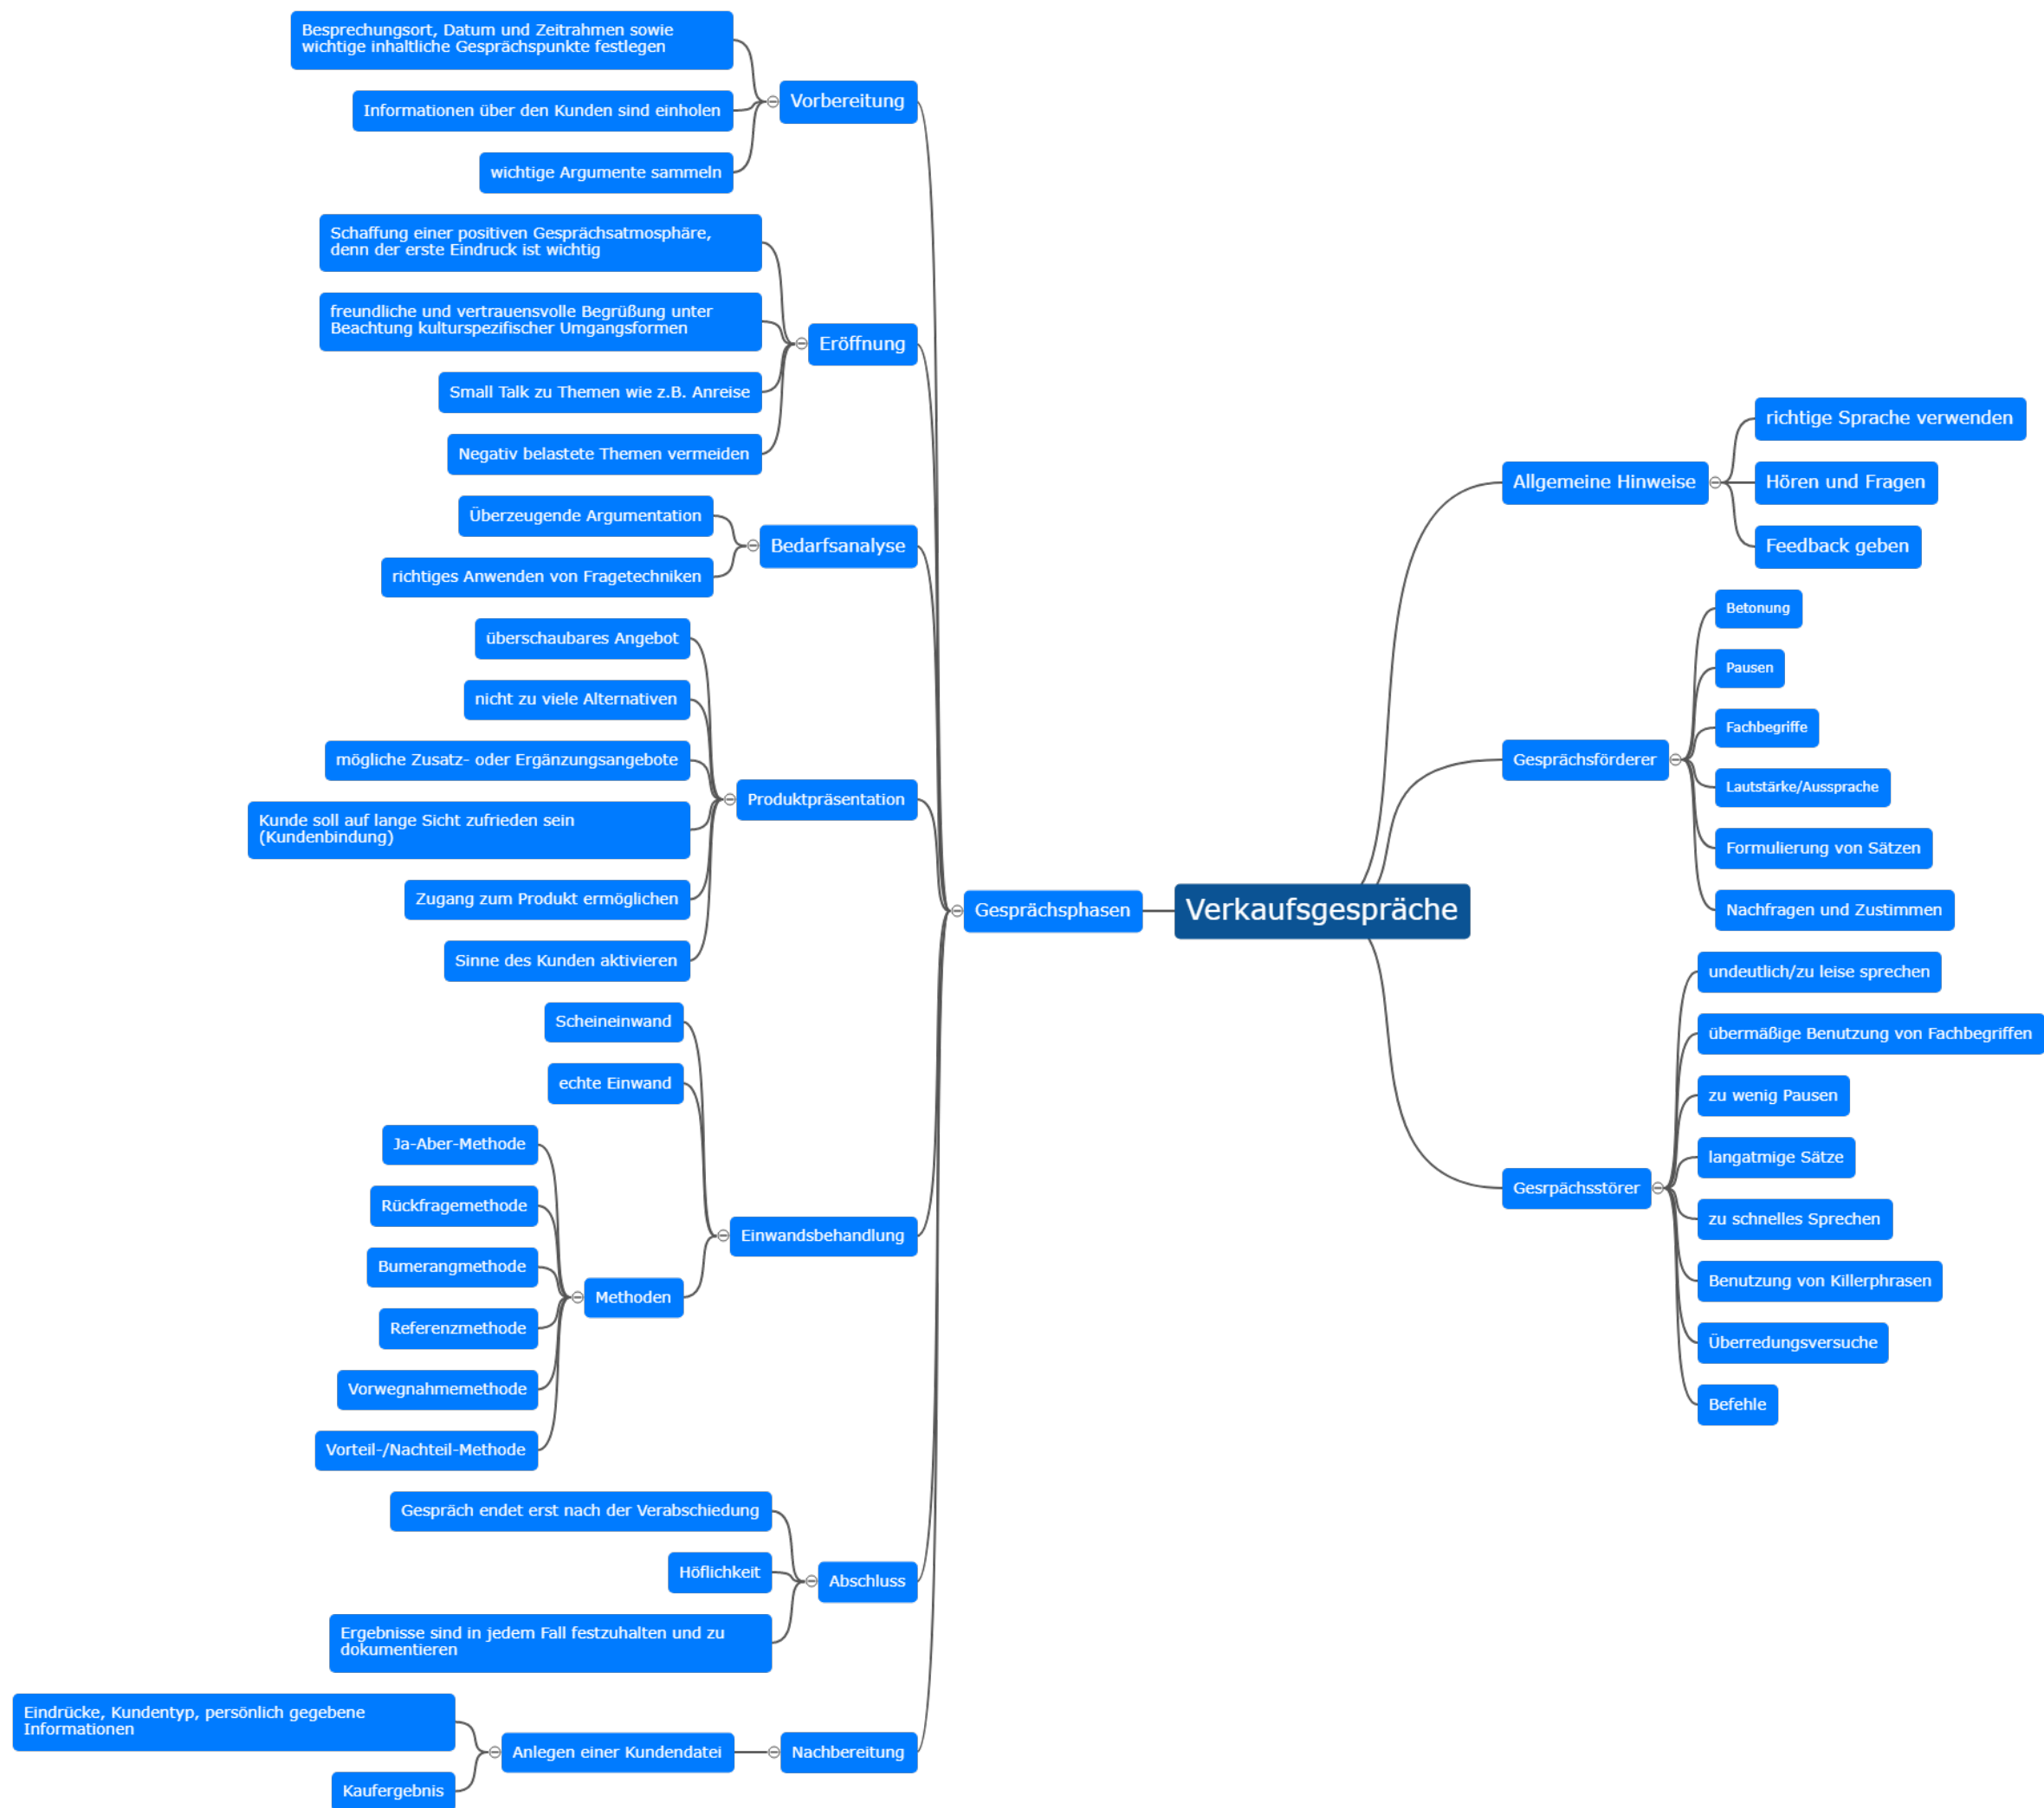 Verkaufsgespräche
Gesprächsphasen
Vorbereitung
Besprechungsort, Datum und Zeitrahmen sowie
wichtige inhaltliche Gesprächspunkte festlegen
Informationen über den Kunden sind einholen
wichtige Argumente sammeln
Eröffnung
Schaffung einer positiven Gesprächsatmosphäre,
denn der erste Eindruck ist wichtig
freundliche und vertrauensvolle Begrüßung unter
Beachtung kulturspezifischer Umgangsformen
Small Talk zu Themen wie z.B. Anreise
Negativ belastete Themen vermeiden
Bedarfsanalyse
Überzeugende Argumentation
richtiges Anwenden von Fragetechniken
Produktpräsentation
überschaubares Angebot
nicht zu viele Alternativen
mögliche Zusatz- oder Ergänzungsangebote
Kunde soll auf lange Sicht zufrieden sein
(Kundenbindung)
Zugang zum Produkt ermöglichen
Sinne des Kunden aktivieren
Einwandsbehandlung
Scheineinwand
echte Einwand
Methoden
Ja-Aber-Methode
Rückfragemethode
Bumerangmethode
Referenzmethode
Vorwegnahmemethode
Vorteil-/Nachteil-Methode
Abschluss
Gespräch endet erst nach der Verabschiedung
Höflichkeit
Ergebnisse sind in jedem Fall festzuhalten und zu
dokumentieren
Nachbereitung
Anlegen einer Kundendatei
Eindrücke, Kundentyp, persönlich gegebene
Informationen
Kaufergebnis
Allgemeine Hinweise
richtige Sprache verwenden
Hören und Fragen
Feedback geben
Gesprächsförderer
Betonung
Pausen
Fachbegriffe
Lautstärke/Aussprache
Formulierung von Sätzen
Nachfragen und Zustimmen
Gesrpächsstörer
undeutlich/zu leise sprechen
übermäßige Benutzung von Fachbegriffen
zu wenig Pausen
langatmige Sätze
zu schnelles Sprechen
Benutzung von Killerphrasen
Überredungsversuche
Befehle